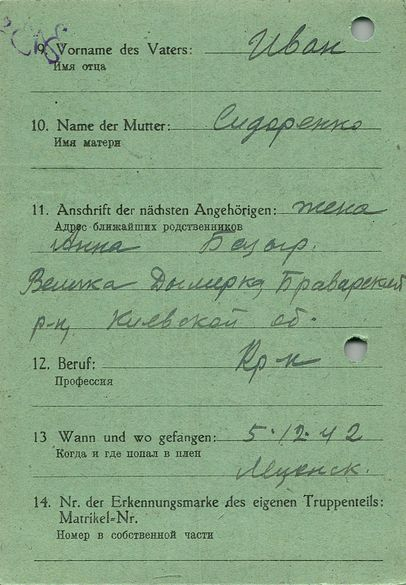 9. Vorname des Vaters: Иван
Имя отца
10. Name der Mutter: Сидоренко
Имя матери
11. Anschrift der nächsten Angehörigen: жена
Адрес ближайших родственников
Анна
Велика Дымерка, Браварский
р-н, Киевской об.
12. Beruf: Кр-н
Профессия
13 Wann und wo gefangen: 5.12.42
Когда и где попал в плен
Мценск.
14. Nr. der Erkennungsmarke des eigenen Truppenteils:
Matrikel-Nr.
Номер в собственной части